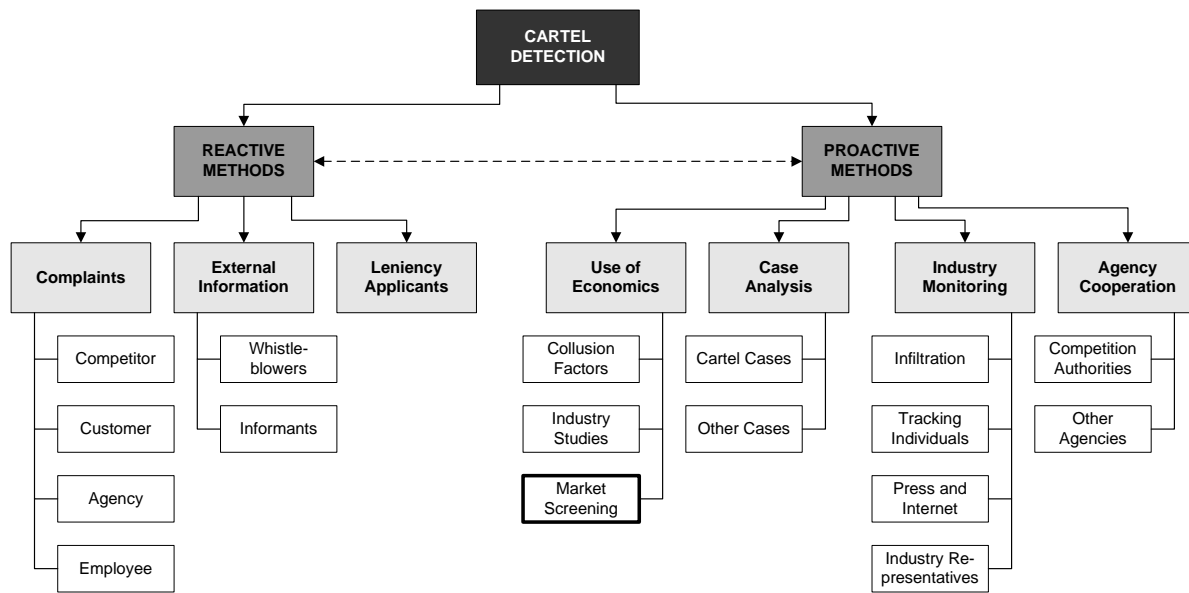 CARTEL
DETECTION
REACTIVE
METHODS
PROACTIVE
METHODS
Complaints
External
Information
Leniency
Applicants
Use of
Economics
Case
Analysis
Industry
Monitoring
Agency
Cooperation
Competitor
Customer
Agency
Employee
Whistle-
blowers
Informants
Collusion
Factors
Industry
Studies
Market
Screening
Cartel Cases
Other Cases
Infiltration
Tracking
Individuals
Press and
Internet
Industry Re-
presentatives
Competition
Authorities
Other
Agencies